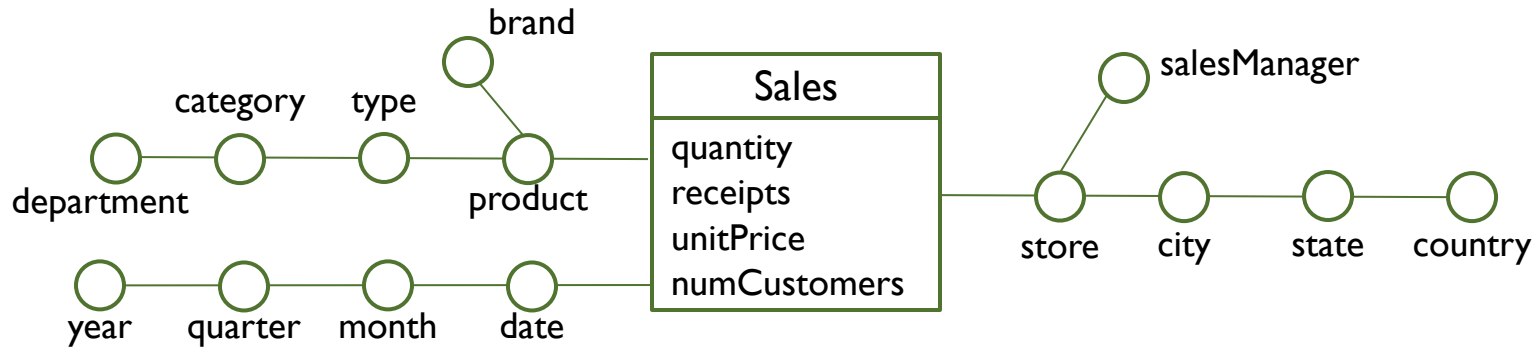 brand
category
type
department
product
year
quarter
month
date
Sales
quantity
receipts
unitPrice
numCustomers
salesManager
store
city
state
country